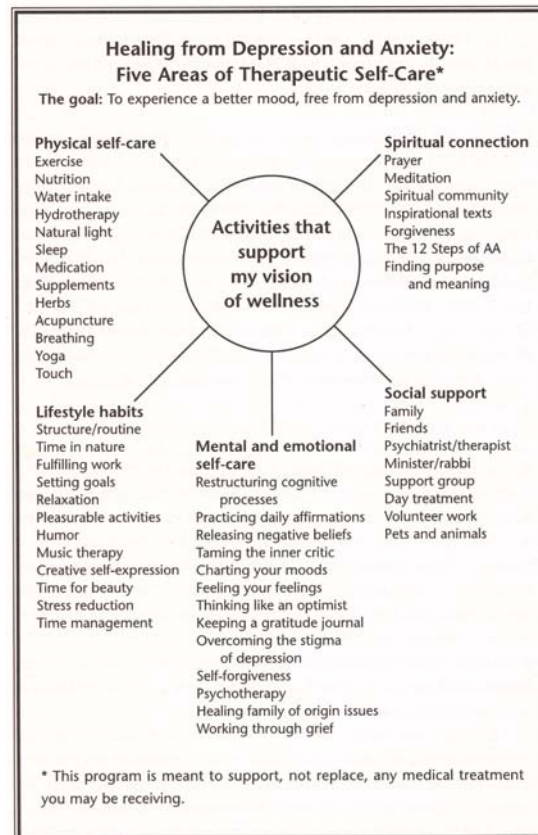 Healing from Depression and Anxiety:
Five Areas of Therapeutic Self-Care*
The goal: To experience a better mood, free from depression and anxiety.
Physical self-care
Exercise
Nutrition
Water intake
Hydrotherapy
Natural light
Sleep
Medication
Supplements
Herbs
Acupuncture
Breathing
Yoga
Touch
Activities that
support
my vision
of wellness
Spiritual connection
Prayer
Meditation
Spiritual community
Inspirational texts
Forgiveness
The 12 Steps of AA
Finding purpose
and meaning
Lifestyle habits
Structure/routine
Time in nature
Fulfilling work
Setting goals
Relaxation
Pleasurable activities
Humor
Music therapy
Creative self-expression
Time for beauty
Stress reduction
Time management
Mental and emotional
self-care
Restructuring cognitive
processes
Practicing daily affirmations
Releasing negative beliefs
Taming the inner critic
Charting your moods
Feeling your feelings
Thinking like an optimist
Keeping a gratitude journal
Overcoming the stigma
of depression
Self-forgiveness
Psychotherapy
Healing family of origin issues
Working through grief
Social support
Family
Friends
Psychiatrist/therapist
Minister/rabbi
Support group
Day treatment
Volunteer work
Pets and animals
* This program is meant to support, not replace, any medical treatment
you may be receiving.